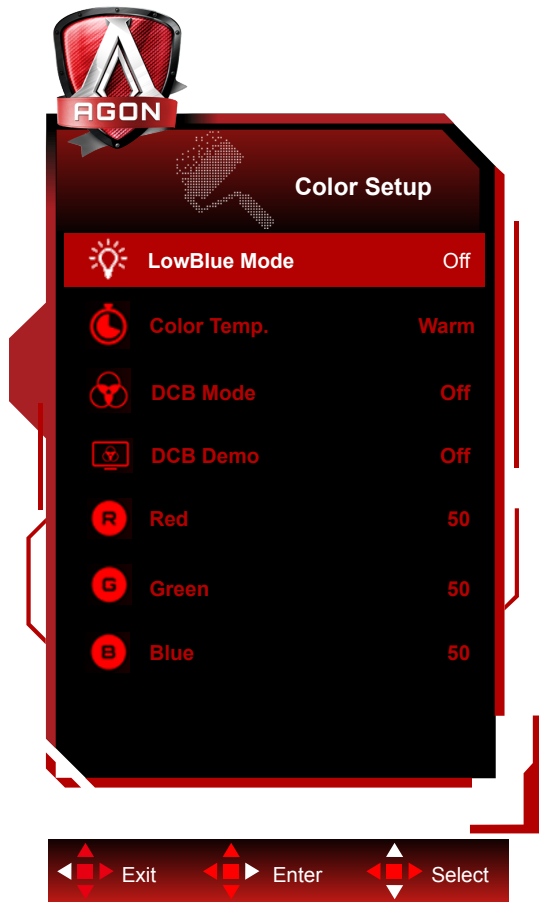 AGON
Color Setup
LowBlue Mode Off
Color Temp. Warm
DCB Mode Off
DCB Demo Off
R Red 50
G Green 50
B Blue 50
Exit Enter Select